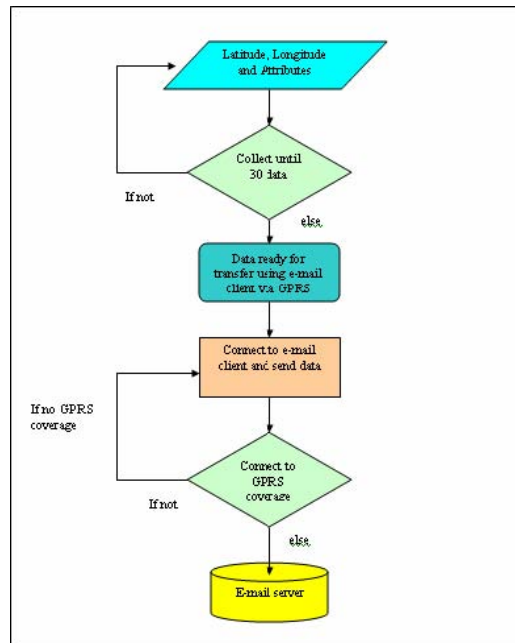 Latitude, Longitude
and Attributes
Collect until
30 data
If not
else
Data ready for
transfer using e-mail
client via GPRS
Connect to e-mail
client and send data
If no GPRS
coverage
Connect to
GPRS
coverage
If not
else
E-mail server